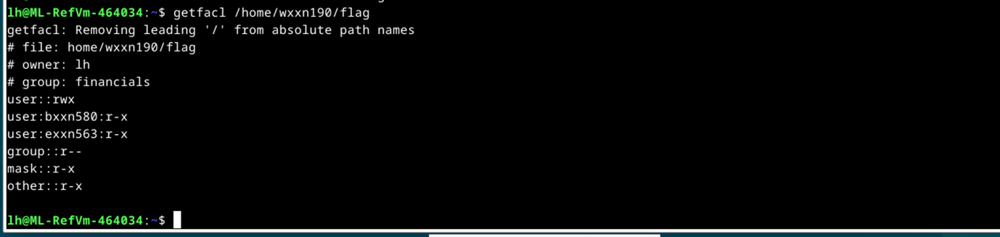 lh@ML-RefVm-464034:~$ getfacl /home/wxxn190/flag
getfacl: Removing leading '/' from absolute path names
# file: home/wxxn190/flag
# owner: lh
# group: financials
user::rwx
user:bxxn580:r-x
user:exxn563:r-x
group::r--
mask::r-x
other::r-x
lh@ML-RefVm-464034:~$